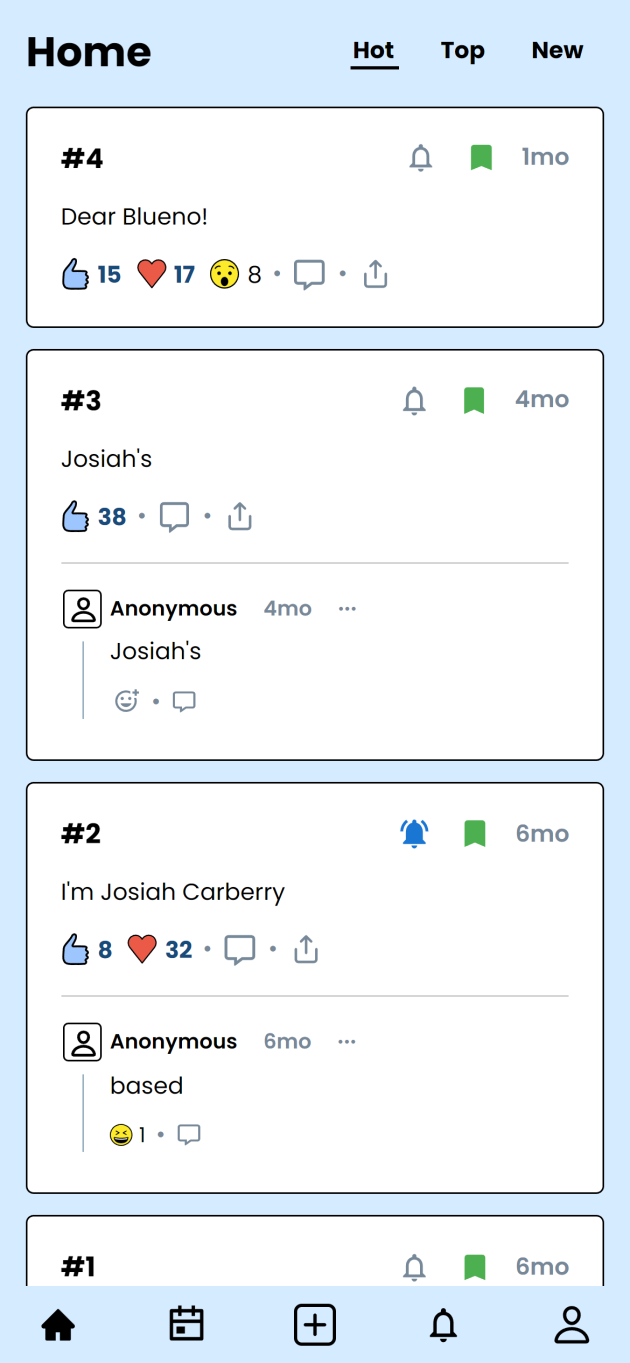 Home Hot Top New
#4 1mo
Dear Blueno!
15 17 8 • •
#3 4mo
Josiah's
38 • •
Anonymous 4mo ...
Josiah's
•
#2 6mo
I'm Josiah Carberry
8 32 • •
Anonymous 6mo ...
based
1 •
#1 6mo